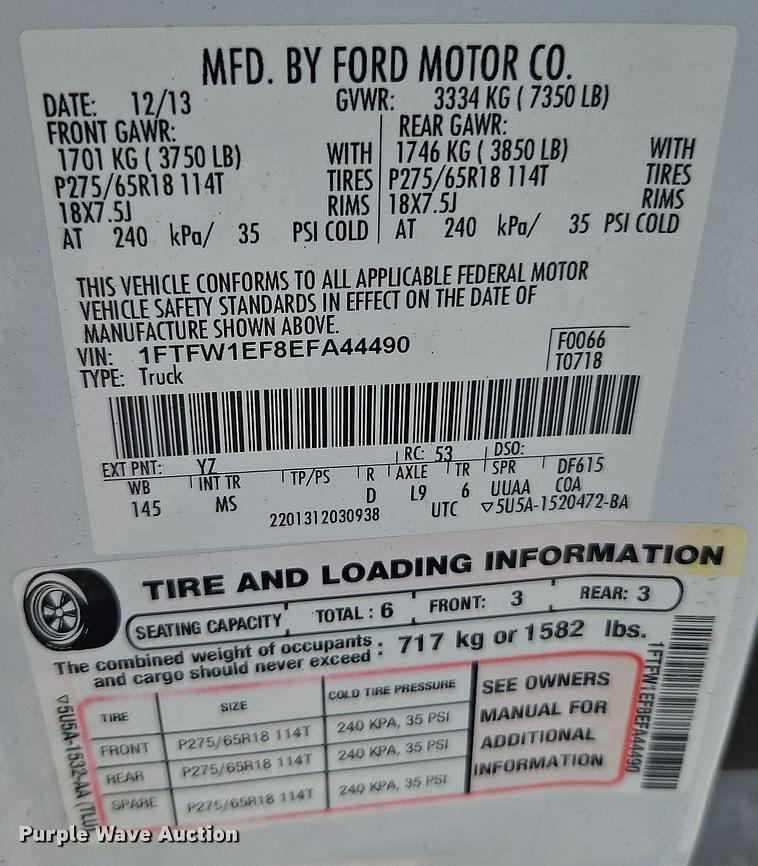 MFD. BY FORD MOTOR CO.
DATE: 12/13 GVWR: 3334 KG ( 7350 LB)
FRONT GAWR: REAR GAWR:
1701 KG ( 3750 LB) WITH 1746 KG ( 3850 LB) WITH
P275/65R18 114T TIRES P275/65R18 114T TIRES
18X7.5J RIMS 18X7.5J RIMS
AT 240 kPa/ 35 PSI COLD AT 240 kPa/ 35 PSI COLD
THIS VEHICLE CONFORMS TO ALL APPLICABLE FEDERAL MOTOR
VEHICLE SAFETY STANDARDS IN EFFECT ON THE DATE OF
MANUFACTURE SHOWN ABOVE.
VIN: 1FTFW1EF8EFA44490 F0066
TYPE: Truck T0718
EXT PNT: YZ RC: 53 DSO:
WB INT TR TP/PS R AXLE TR SPR DF615
145 MS D L9 6 UUAA COA
2201312030938 UTC ▽5U5A-1520472-BA
TIRE AND LOADING INFORMATION
SEATING CAPACITY TOTAL : 6 FRONT: 3 REAR: 3
The combined weight of occupants : 717 kg or 1582 lbs.
and cargo should never exceed
TIRE SIZE COLD TIRE PRESSURE
FRONT P275/65R18 114T 240 KPA, 35 PSI
REAR P275/65R18 114T 240 KPA, 35 PSI
SPARE P275/65R18 114T 240 KPA, 35 PSI
SEE OWNERS
MANUAL FOR
ADDITIONAL
INFORMATION
1FTFW1EF8EFA44490
▽5U5A-1532-AA (TLU
Purple Wave Auction